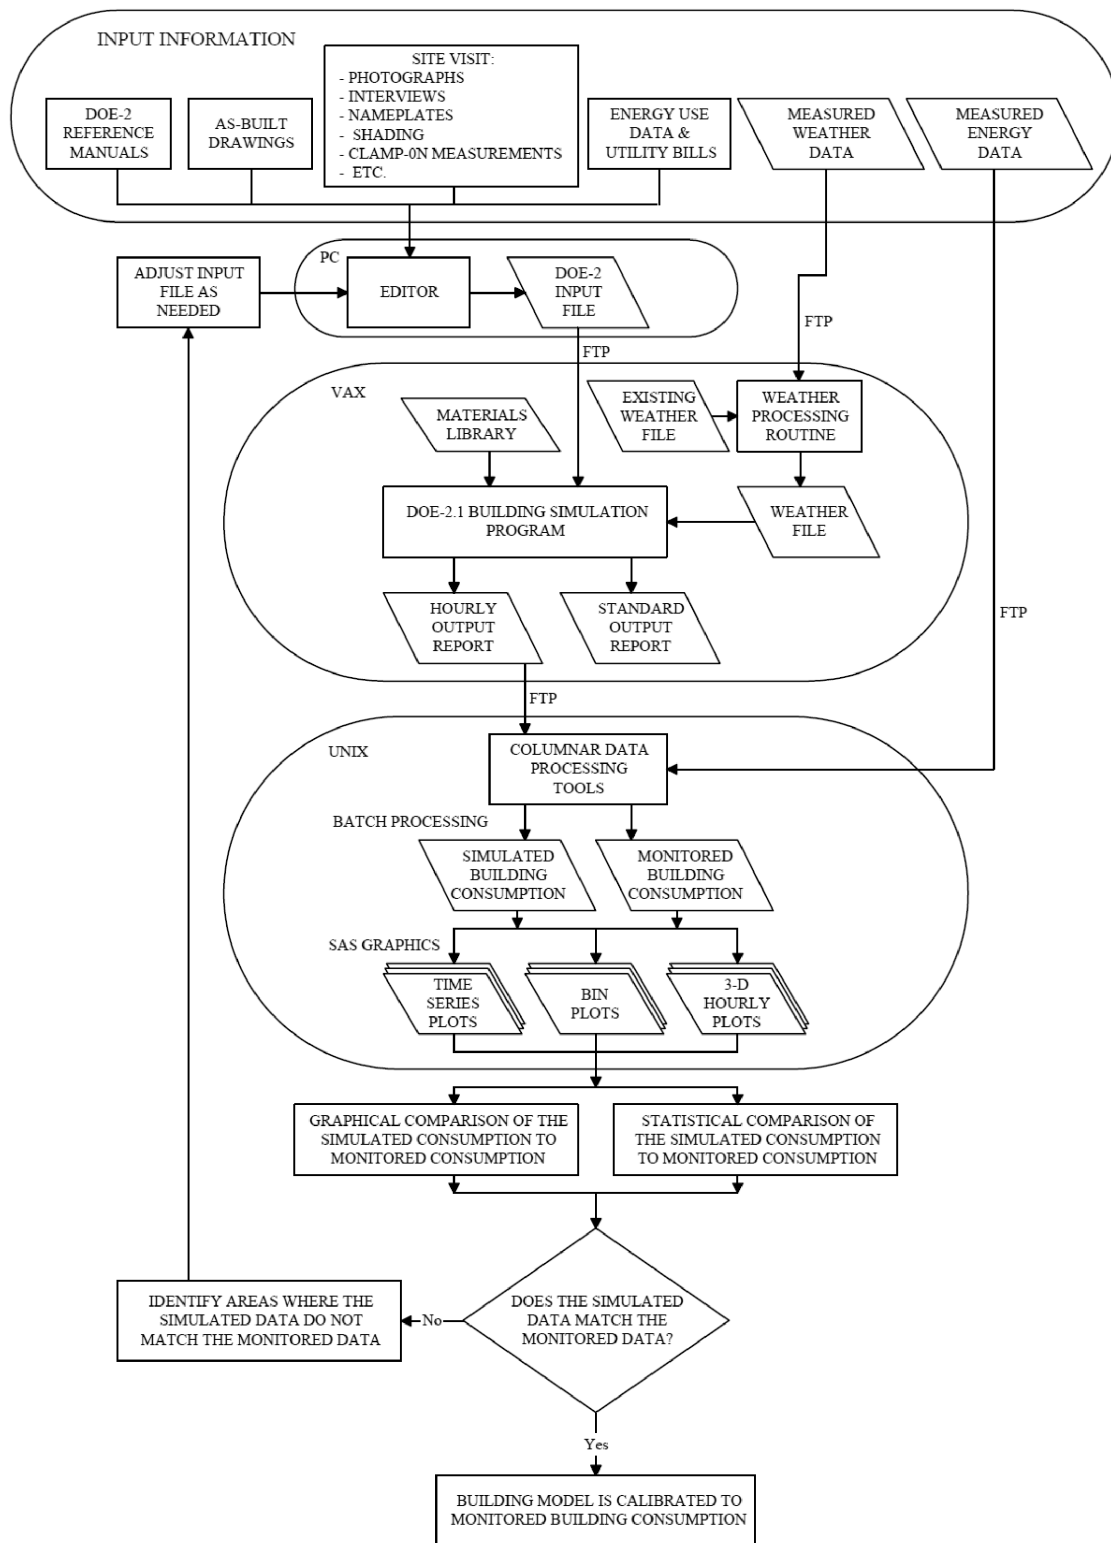 INPUT INFORMATION
DOE-2
REFERENCE
MANUALS
AS-BUILT
DRAWINGS
SITE VISIT:
- PHOTOGRAPHS
- INTERVIEWS
- NAMEPLATES
- SHADING
- CLAMP-0N MEASUREMENTS
- ETC.
ENERGY USE
DATA &
UTILITY BILLS
MEASURED
WEATHER
DATA
MEASURED
ENERGY
DATA
ADJUST INPUT
FILE AS
NEEDED
PC
EDITOR
DOE-2
INPUT
FILE
FTP
FTP
VAX
MATERIALS
LIBRARY
EXISTING
WEATHER
FILE
WEATHER
PROCESSING
ROUTINE
DOE-2.1 BUILDING SIMULATION
PROGRAM
WEATHER
FILE
HOURLY
OUTPUT
REPORT
STANDARD
OUTPUT
REPORT
FTP
FTP
UNIX
COLUMNAR DATA
PROCESSING
TOOLS
BATCH PROCESSING
SIMULATED
BUILDING
CONSUMPTION
MONITORED
BUILDING
CONSUMPTION
SAS GRAPHICS
TIME
SERIES
PLOTS
BIN
PLOTS
3-D
HOURLY
PLOTS
GRAPHICAL COMPARISON OF THE
SIMULATED CONSUMPTION TO
MONITORED CONSUMPTION
STATISTICAL COMPARISON OF
THE SIMULATED CONSUMPTION
TO MONITORED CONSUMPTION
IDENTIFY AREAS WHERE THE
SIMULATED DATA DO NOT
MATCH THE MONITORED DATA
No
DOES THE SIMULATED
DATA MATCH THE
MONITORED DATA?
Yes
BUILDING MODEL IS CALIBRATED TO
MONITORED BUILDING CONSUMPTION